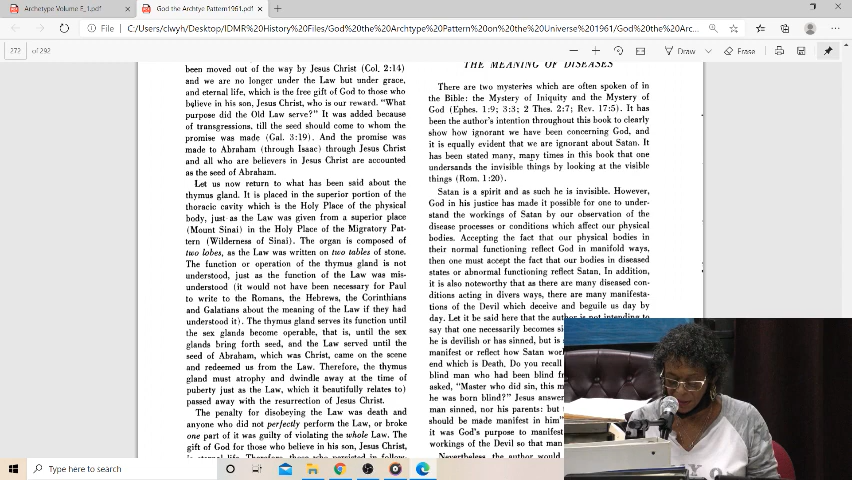 Archetype Volume E_1.pdf
God the Archtye Pattern1961.pdf
File
C:/Users/clwyh/Desktop/IDMR%20History%20Files/God%20the%20Archtype%20Pattern%20on%20the%20Universe%201961/God%20the%20Arc...
272 of 292
Draw
Erase
been moved out of the way by Jesus Christ (Col. 2:14)
and we are no longer under the Law but under grace,
and eternal life, which is the free gift of God to those who
believe in his son, Jesus Christ, who is our reward. "What
purpose did the Old Law serve?" It was added because
of transgressions, till the seed should come to whom the
promise was made (Gal. 3:19). And the promise was
made to Abraham (through Isaac) through Jesus Christ
and all who are believers in Jesus Christ are accounted
as the seed of Abraham.
Let us now return to what has been said about the
thymus gland. It is placed in the superior portion of the
thoracic cavity which is the Holy Place of the physical
body, just as the Law was given from a superior place
(Mount Sinai) in the Holy Place of the Migratory Pat-
tern (Wilderness of Sinai). The organ is composed of
two lobes, as the Law was written on two tables of stone.
The function or operation of the thymus gland is not
understood, just as the function of the Law was mis-
understood (it would not have been necessary for Paul
to write to the Romans, the Hebrews, the Corinthians
and Galatians about the meaning of the Law if they had
understood it). The thymus gland serves its function until
the sex glands become operable, that is, until the sex
glands bring forth seed, and the Law served until the
seed of Abraham, which was Christ, came on the scene
and redeemed us from the Law. Therefore, the thymus
gland must atrophy and dwindle away at the time of
puberty just as the Law, which it beautifully relates to)
passed away with the resurrection of Jesus Christ.
The penalty for disobeying the Law was death and
anyone who did not perfectly perform the Law, or broke
one part of it was guilty of violating the whole Law. The
gift of God for those who believe in his son, Jesus Christ,
is eternal life. Therefore, those who persisted in follow-
THE MEANING OF DISEASES
There are two mysteries which are often spoken of in
the Bible: the Mystery of Iniquity and the Mystery of
God (Ephes. 1:9; 3:3; 2 Thes. 2:7; Rev. 17:5). It has
been the author's intention throughout this book to clearly
show how ignorant we have been concerning God, and
it is equally evident that we are ignorant about Satan. It
has been stated many, many times in this book that one
undersands the invisible things by looking at the visible
things (Rom. 1:20).
Satan is a spirit and as such he is invisible. However,
God in his justice has made it possible for one to under-
stand the workings of Satan by our observation of the
disease processes or conditions which affect our physical
bodies. Accepting the fact that our physical bodies in
their normal functioning reflect God in manifold ways,
then one must accept the fact that our bodies in diseased
states or abnormal functioning reflect Satan. In addition,
it is also noteworthy that as there are many diseased con-
ditions acting in divers ways, there are many manifesta-
tions of the Devil which deceive and beguile us day by
day. Let it be said here that the author is not intending to
say that one necessarily becomes si
he is devilish or has sinned, but is
manifest or reflect how Satan wor
end which is Death. Do you recall
blind man who had been blind fr
asked, "Master who did sin, this m
he was born blind?" Jesus answer
man sinned, nor his parents: but
should be made manifest in him"
it was God's purpose to manifest
workings of the Devil so that man
Nevertheless, the author would
Type here to search